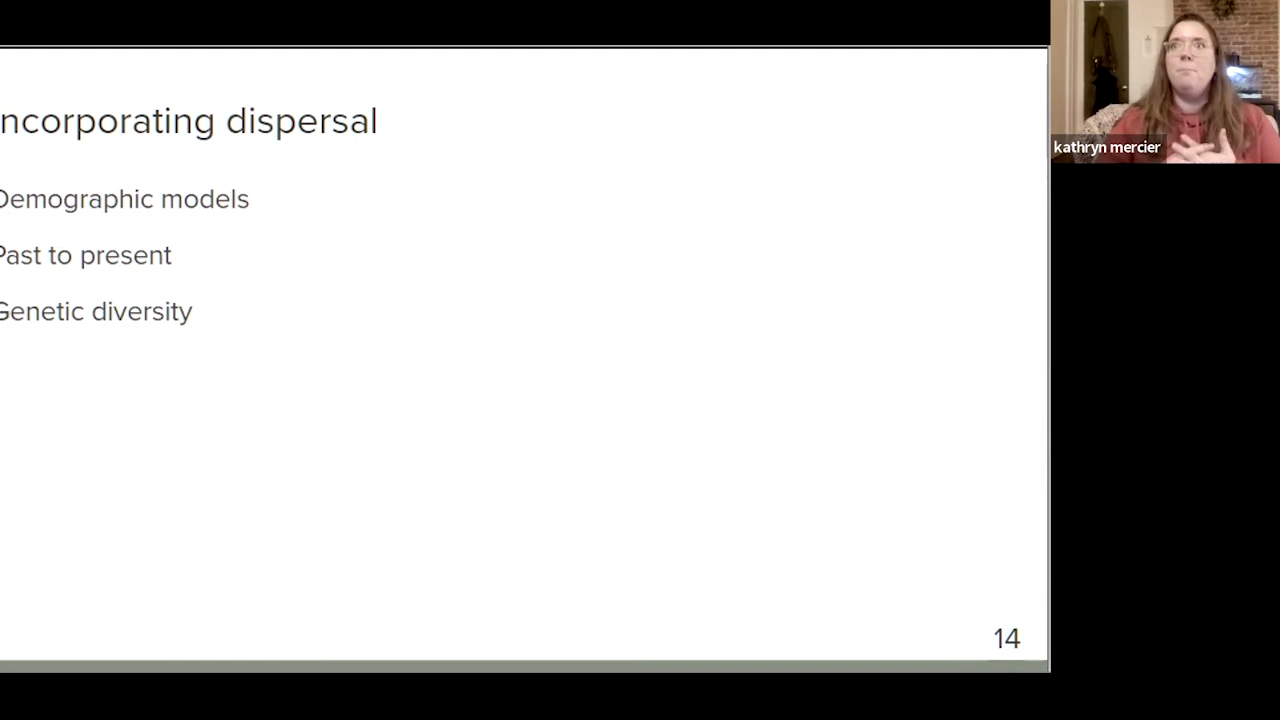 ncorporating dispersal
Demographic models
Past to present
Genetic diversity
14
kathryn mercier